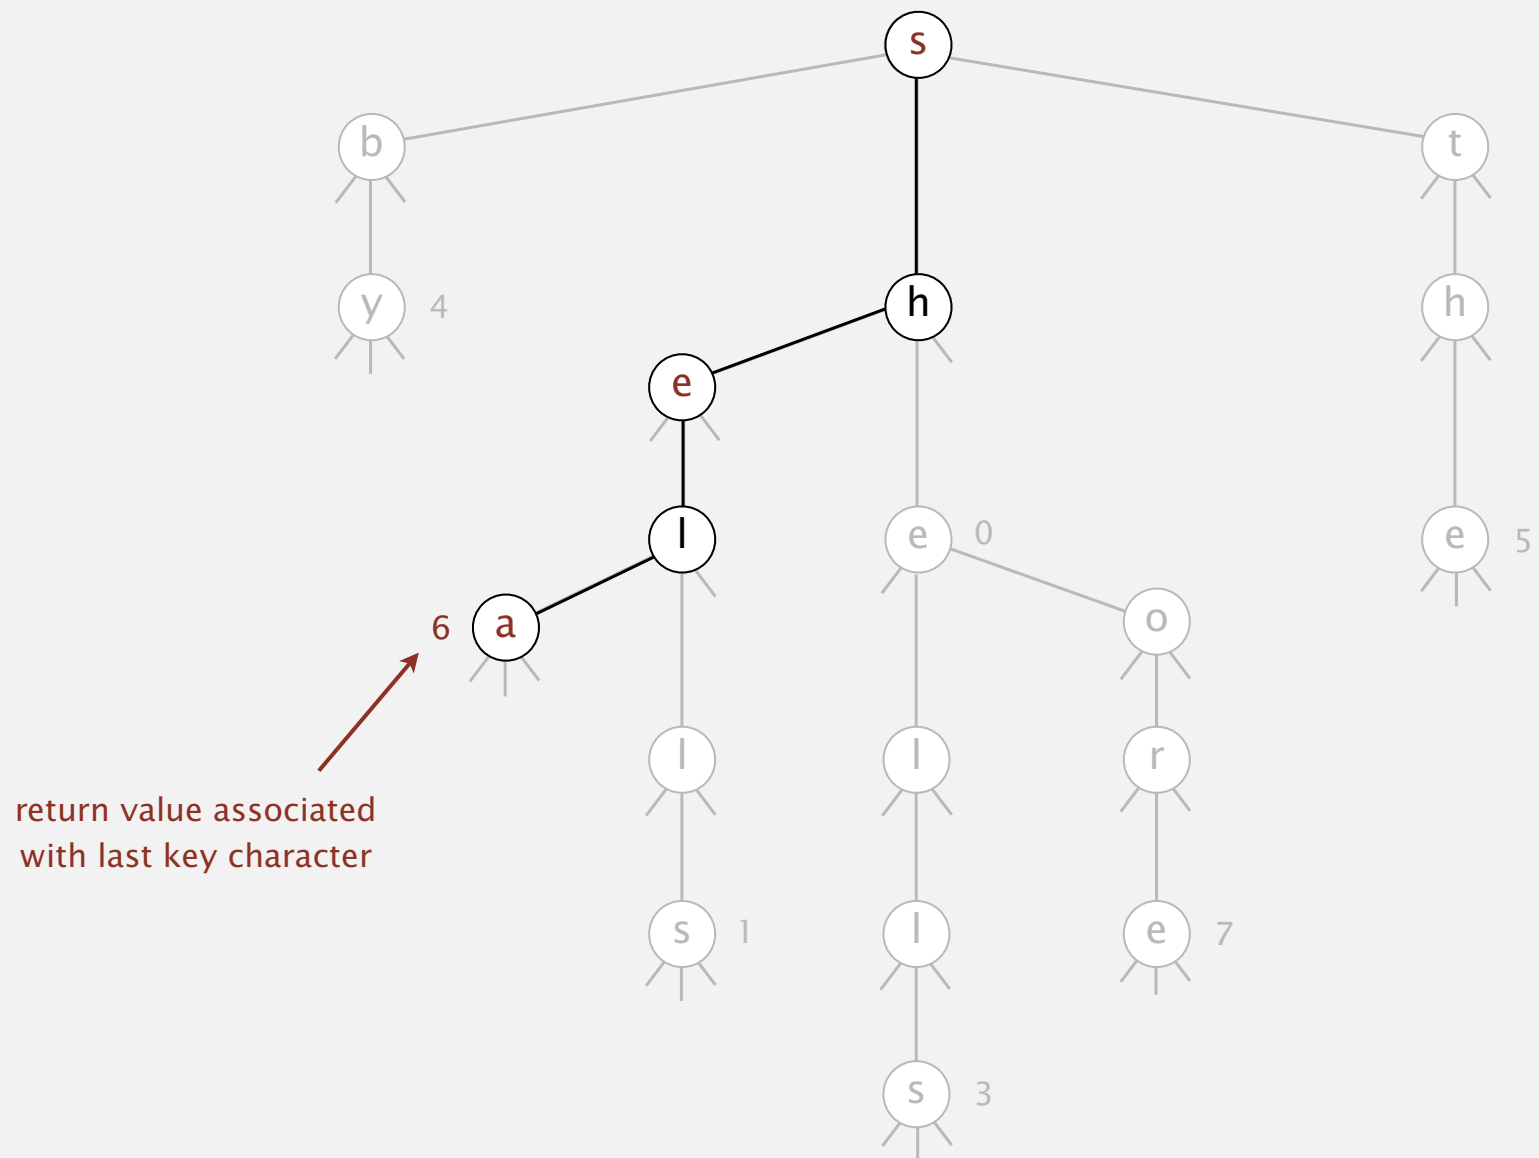 s
b
t
y 4
h
h
e
l
e 0
e 5
6 a
o
l
l
r
return value associated
with last key character
s 1
l
e 7
s 3